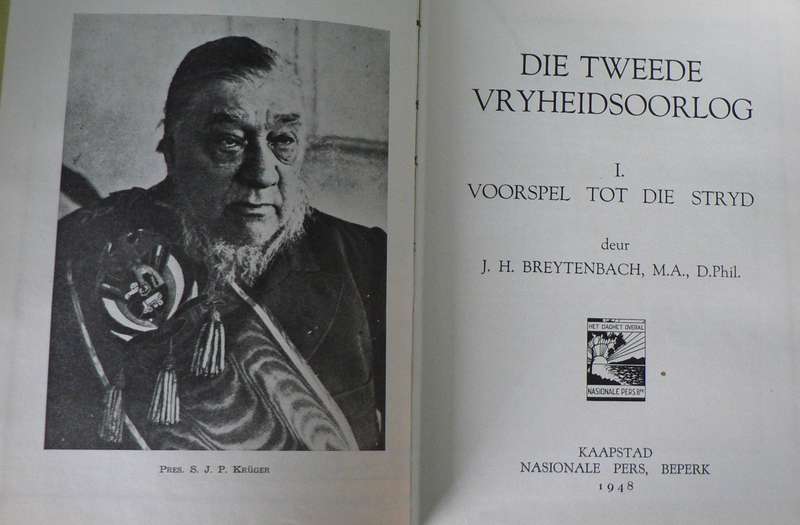 PRES. S. J. P. KRÜGER
DIE TWEEDE
VRYHEIDSOORLOG
I.
VOORSPEL TOT DIE STRYD
deur
J. H. BREYTENBACH, M.A., D.Phil.
HET DAGHET OVERAL
NASIONALE PERS BPK
KAAPSTAD
NASIONALE PERS, BEPERK
1948